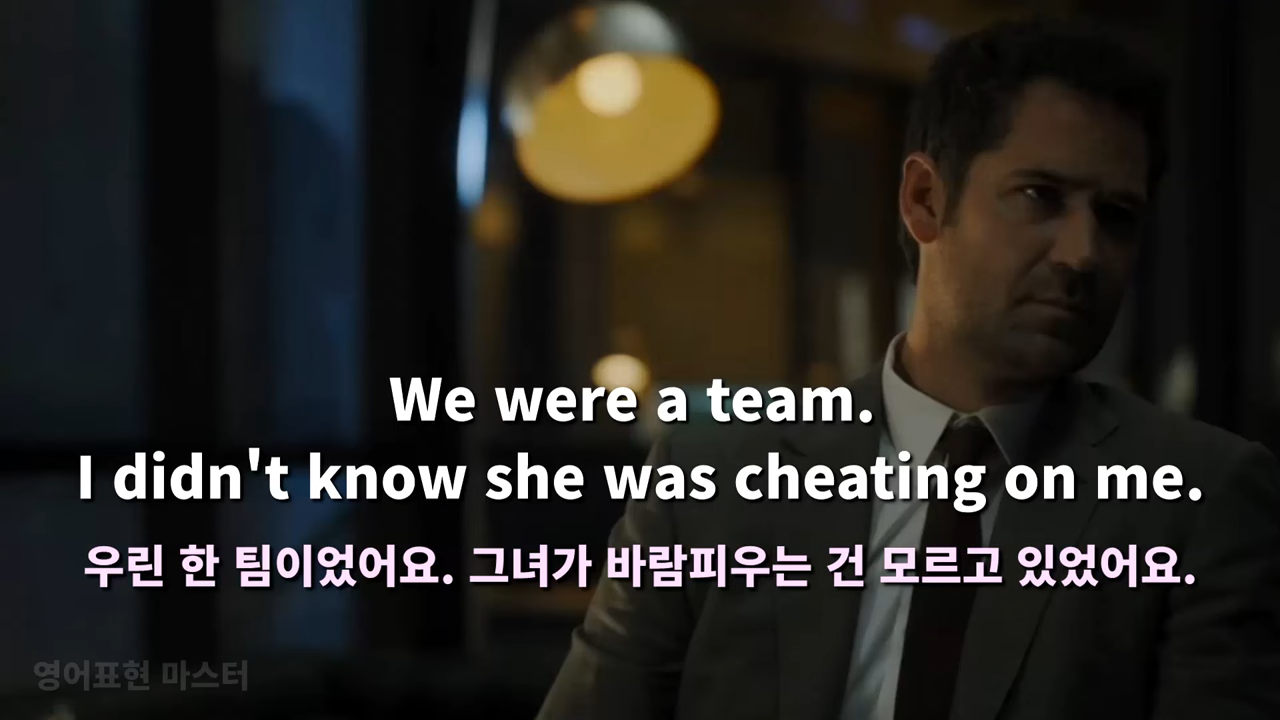 We were a team.
I didn't know she was cheating on me.
우린 한 팀이었어요. 그녀가 바람피우는 건 모르고 있었어요.
영어표현 마스터